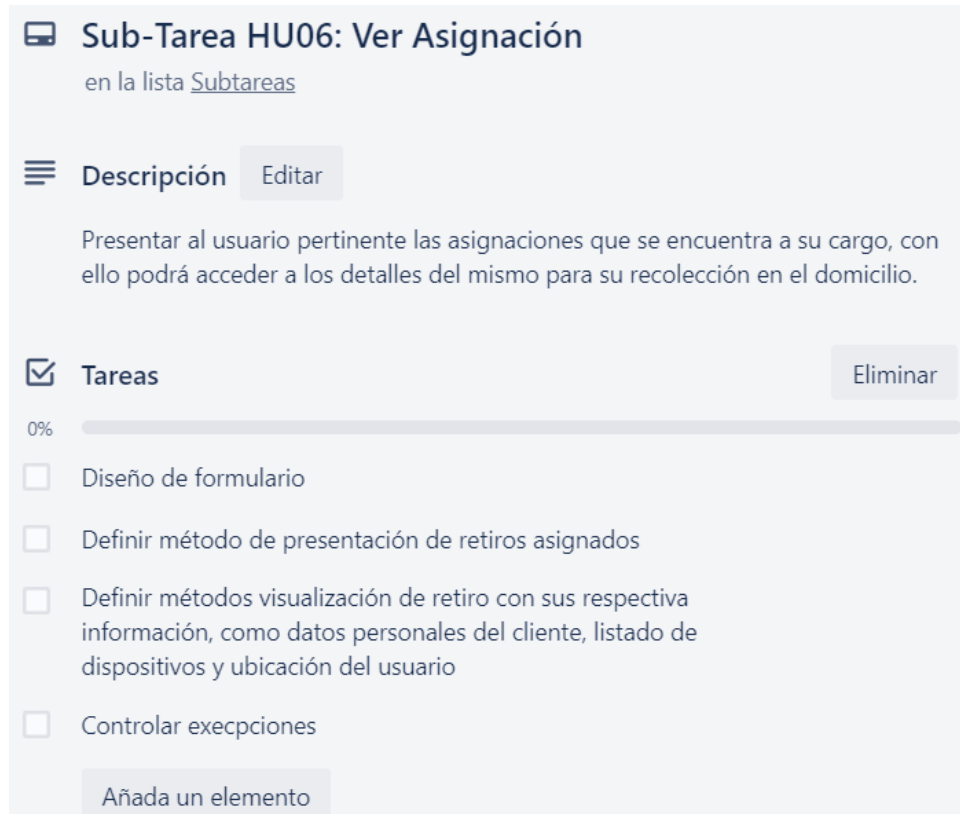 Sub-Tarea HU06: Ver Asignación
en la lista Subtareas
Descripción Editar
Presentar al usuario pertinente las asignaciones que se encuentra a su cargo, con
ello podrá acceder a los detalles del mismo para su recolección en el domicilio.
Tareas Eliminar
0%
Diseño de formulario
Definir método de presentación de retiros asignados
Definir métodos visualización de retiro con sus respectiva
información, como datos personales del cliente, listado de
dispositivos y ubicación del usuario
Controlar execpciones
Añada un elemento